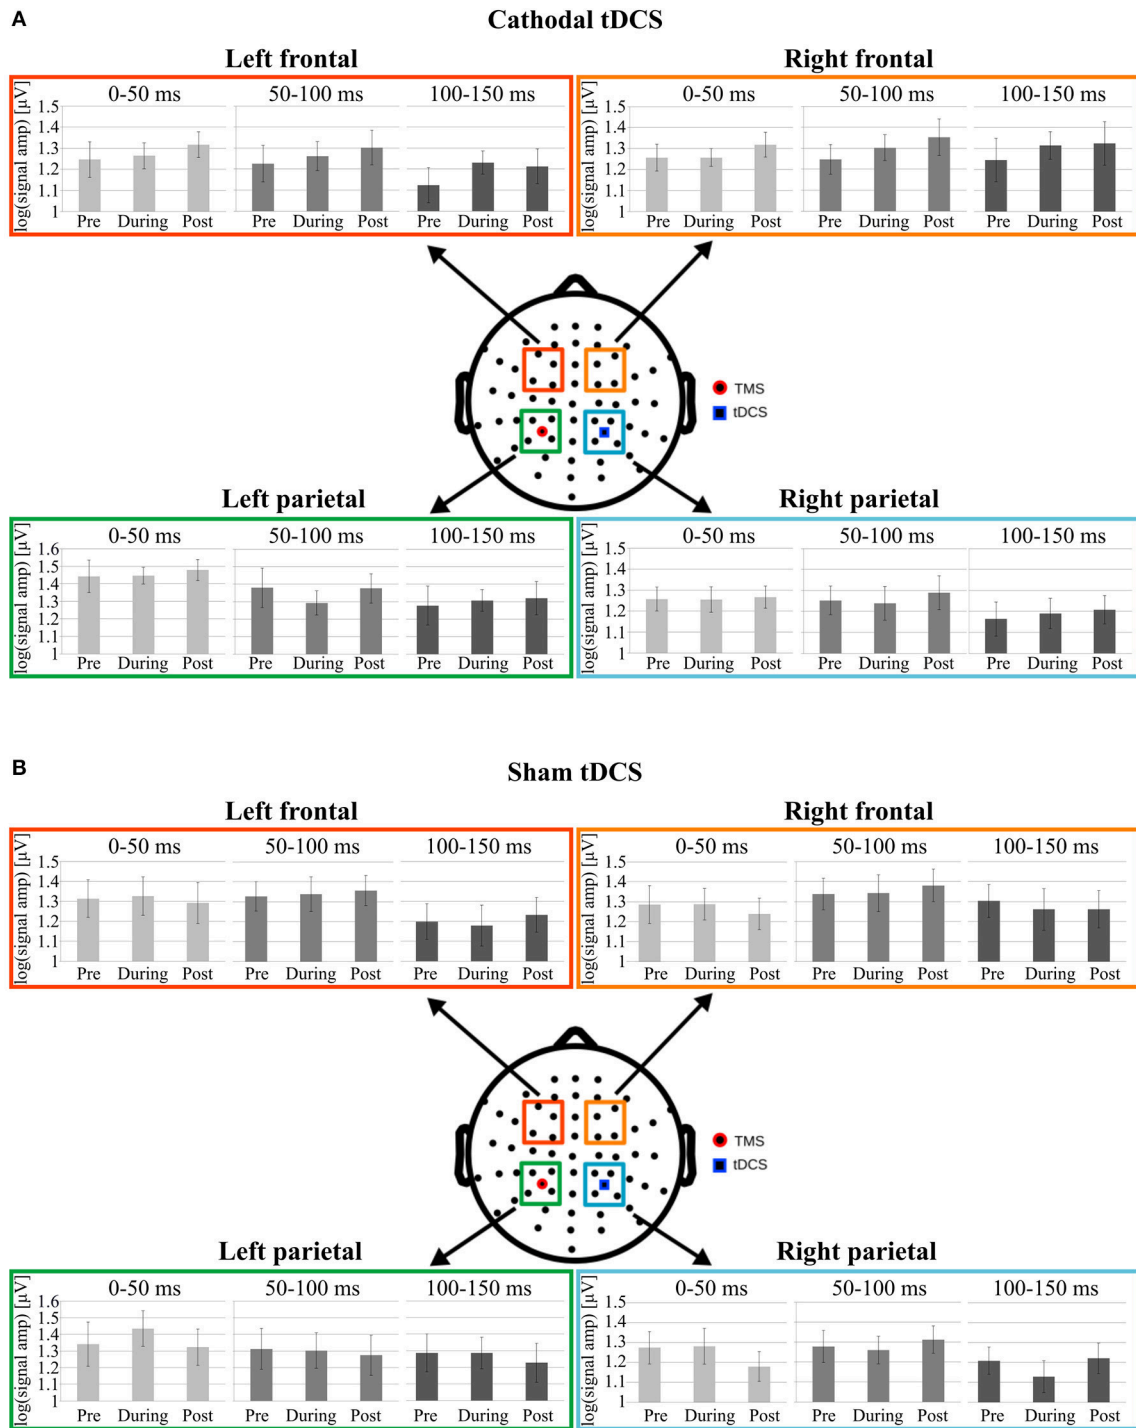 A
Cathodal tDCS
Left frontal
Right frontal
log(signal amp) [µV]
0-50 ms
50-100 ms
100-150 ms
1.5
1.4
1.3
1.2
1.1
1
Pre During Post
Pre During Post
Pre During Post
log(signal amp) [µV]
0-50 ms
50-100 ms
100-150 ms
1.5
1.4
1.3
1.2
1.1
1
Pre During Post
Pre During Post
Pre During Post
TMS
tDCS
Left parietal
Right parietal
log(signal amp) [µV]
0-50 ms
50-100 ms
100-150 ms
1.6
1.5
1.4
1.3
1.2
1.1
1
Pre During Post
Pre During Post
Pre During Post
log(signal amp) [µV]
0-50 ms
50-100 ms
100-150 ms
1.5
1.4
1.3
1.2
1.1
1
Pre During Post
Pre During Post
Pre During Post
B
Sham tDCS
Left frontal
Right frontal
log(signal amp) [µV]
0-50 ms
50-100 ms
100-150 ms
1.5
1.4
1.3
1.2
1.1
1
Pre During Post
Pre During Post
Pre During Post
log(signal amp) [µV]
0-50 ms
50-100 ms
100-150 ms
1.5
1.4
1.3
1.2
1.1
1
Pre During Post
Pre During Post
Pre During Post
TMS
tDCS
Left parietal
Right parietal
log(signal amp) [µV]
0-50 ms
50-100 ms
100-150 ms
1.6
1.5
1.4
1.3
1.2
1.1
1
Pre During Post
Pre During Post
Pre During Post
log(signal amp) [µV]
0-50 ms
50-100 ms
100-150 ms
1.5
1.4
1.3
1.2
1.1
1
Pre During Post
Pre During Post
Pre During Post